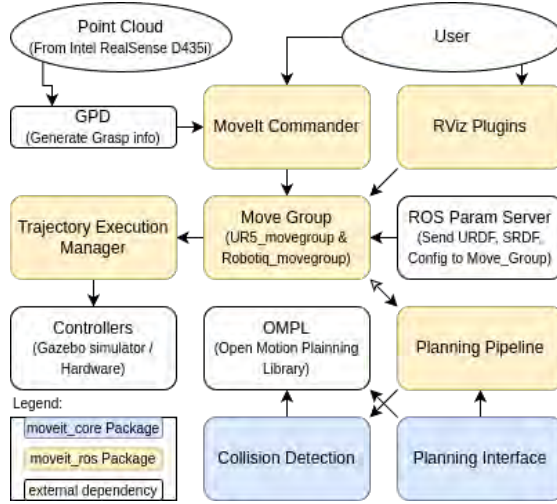 Point Cloud
(From Intel RealSense D435i)
User
GPD
(Generate Grasp info)
MoveIt Commander
RViz Plugins
Trajectory Execution
Manager
Move Group
(UR5_movegroup &
Robotiq_movegroup)
ROS Param Server
(Send URDF, SRDF,
Config to Move_Group)
Controllers
(Gazebo simulator /
Hardware)
OMPL
(Open Motion Plainning
Library)
Planning Pipeline
Legend:
moveit_core Package
moveit_ros Package
external dependency
Collision Detection
Planning Interface